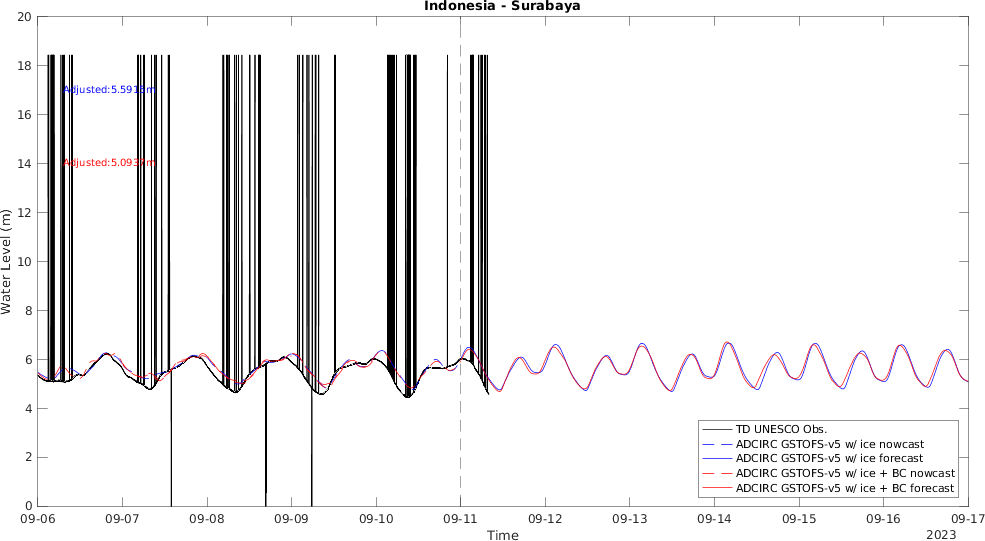 Indonesia - Surabaya
20
18
16
14
12
10
8
6
4
2
0
Water Level (m)
Adjusted:5.591 m
Adjusted:5.093 m
TD UNESCO Obs.
ADCIRC GSTOFS-v5 w/ ice nowcast
ADCIRC GSTOFS-v5 w/ ice forecast
ADCIRC GSTOFS-v5 w/ ice + BC nowcast
ADCIRC GSTOFS-v5 w/ ice + BC forecast
09-06 09-07 09-08 09-09 09-10 09-11 09-12 09-13 09-14 09-15 09-16 09-17
Time
2023